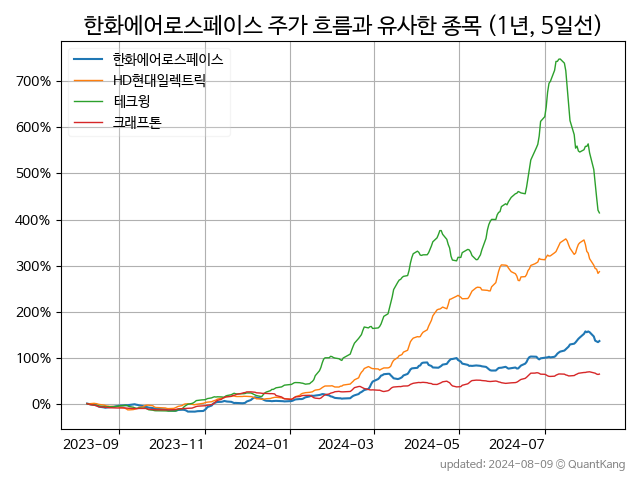 한화에어로스페이스 주가 흐름과 유사한 종목 (1년, 5일선)
한화에어로스페이스
HD현대일렉트릭
테크윙
크래프톤
700%
600%
500%
400%
300%
200%
100%
0%
2023-09 2023-11 2024-01 2024-03 2024-05 2024-07
updated: 2024-08-09 © QuantKang